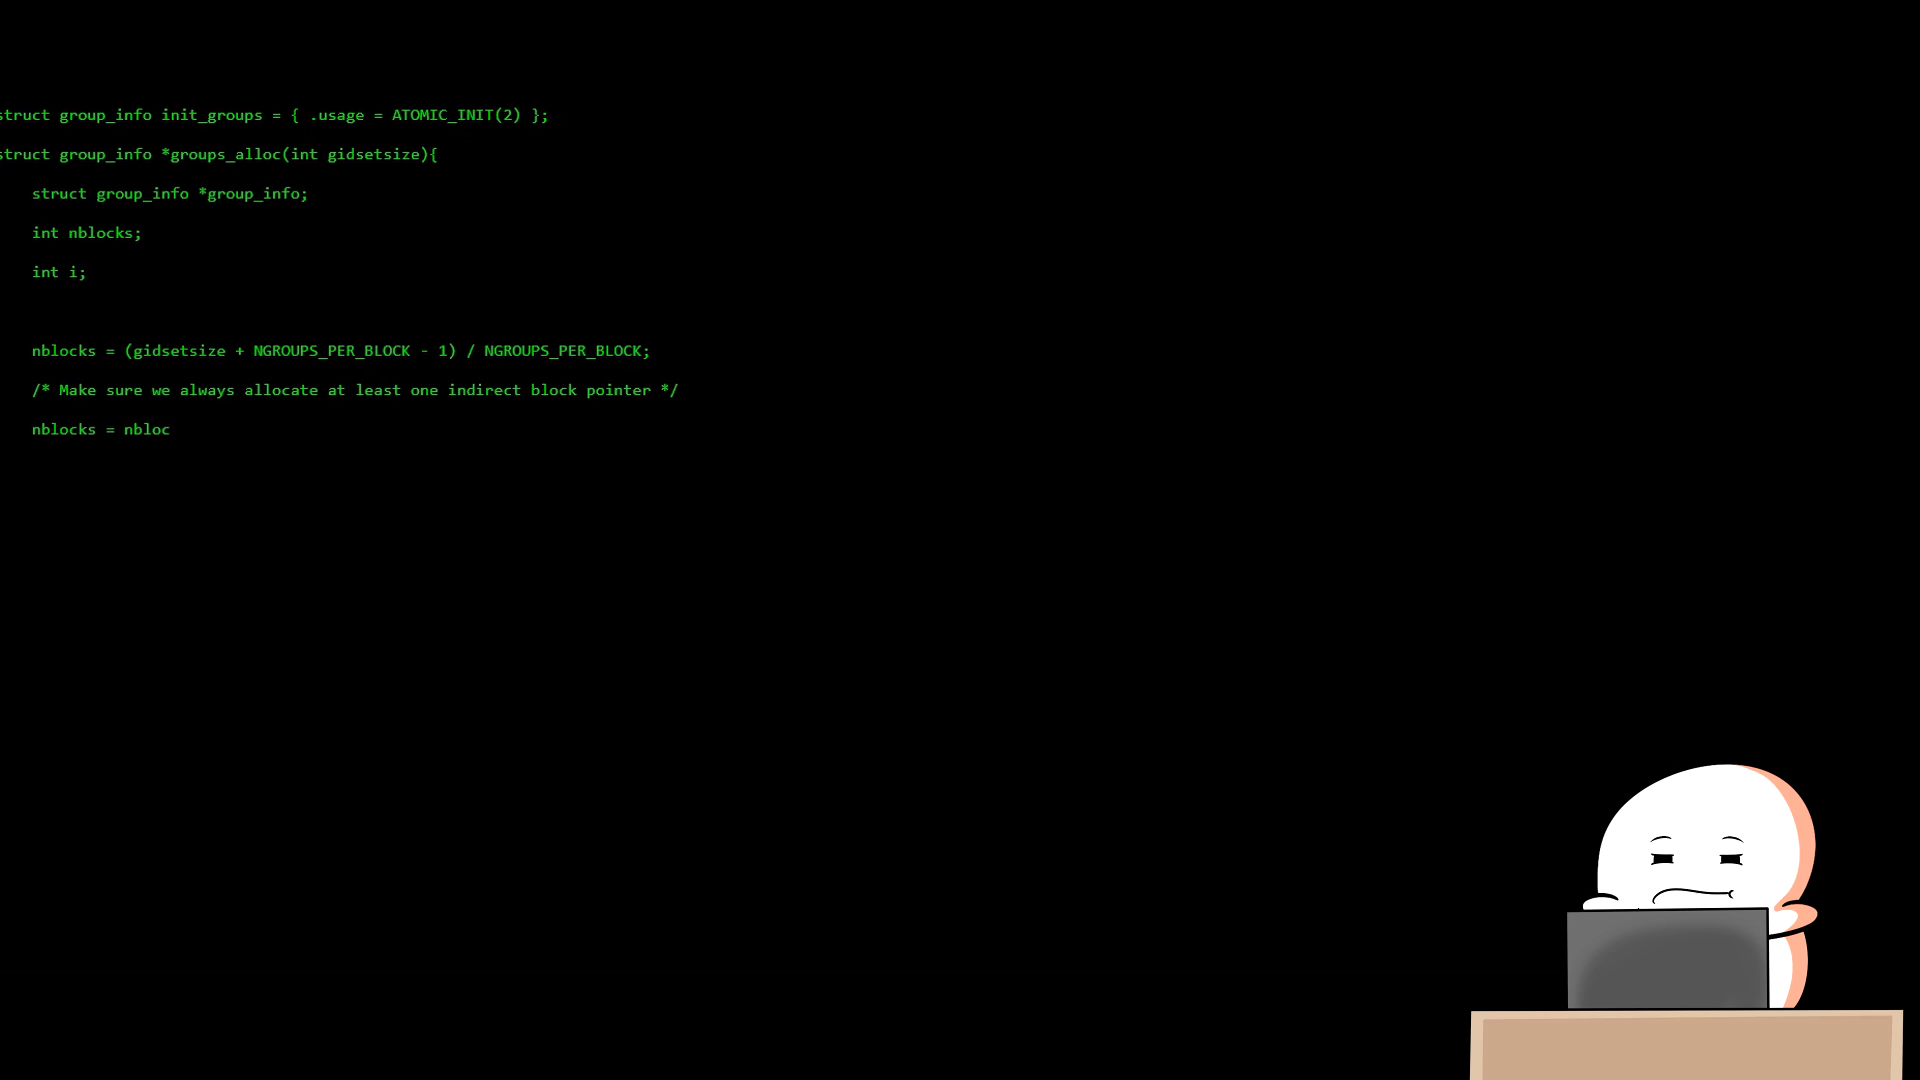 struct group_info init_groups = { .usage = ATOMIC_INIT(2) };
struct group_info *groups_alloc(int gidsetsize){
struct group_info *group_info;
int nblocks;
int i;
nblocks = (gidsetsize + NGROUPS_PER_BLOCK - 1) / NGROUPS_PER_BLOCK;
/* Make sure we always allocate at least one indirect block pointer */
nblocks = nbloc